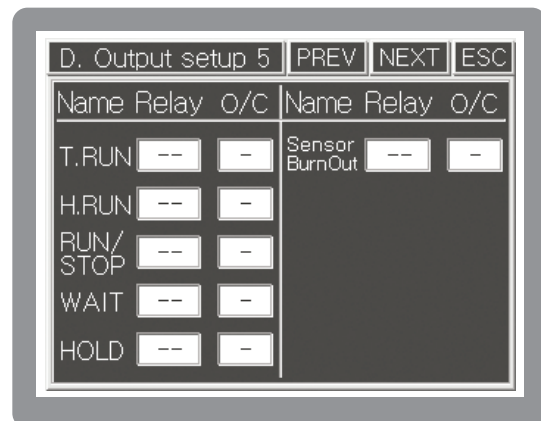 D. Output setup 5 PREV NEXT ESC
Name Relay O/C Name Relay O/C
T.RUN -- - Sensor BurnOut -- -
H.RUN -- -
RUN/
STOP -- -
WAIT -- -
HOLD -- -